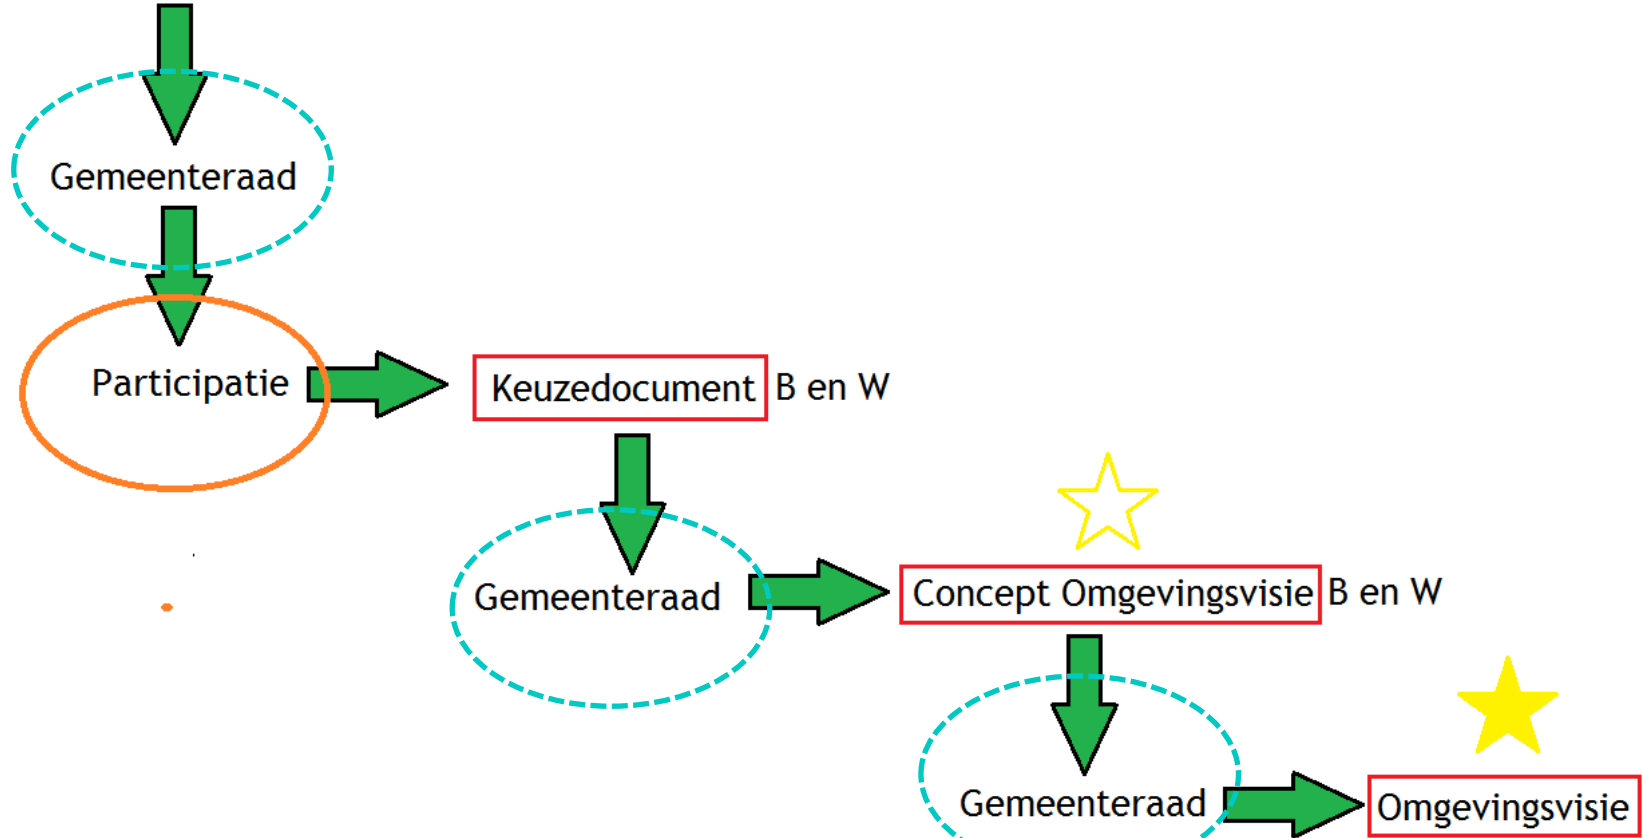 Gemeenteraad
Participatie
Keuzedocument B en W
Gemeenteraad
Concept Omgevingsvisie B en W
Gemeenteraad
Omgevingsvisie